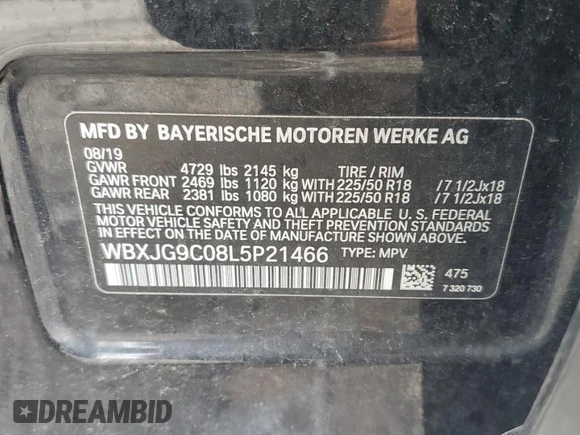 MFD BY BAYERISCHE MOTOREN WERKE AG
08/19
GVWR 4729 lbs 2145 kg TIRE / RIM
GAWR FRONT 2469 lbs 1120 kg WITH 225/50 R18 /7 1/2Jx18
GAWR REAR 2381 lbs 1080 kg WITH 225/50 R18 /7 1/2Jx18
THIS VEHICLE CONFORMS TO ALL APPLICABLE U. S. FEDERAL
MOTOR VEHICLE SAFETY AND THEFT PREVENTION STANDARDS
IN EFFECT ON THE DATE OF MANUFACTURE SHOWN ABOVE.
WBXJG9C08L5P21466 TYPE: MPV
475
7 320 730
DREAMBID